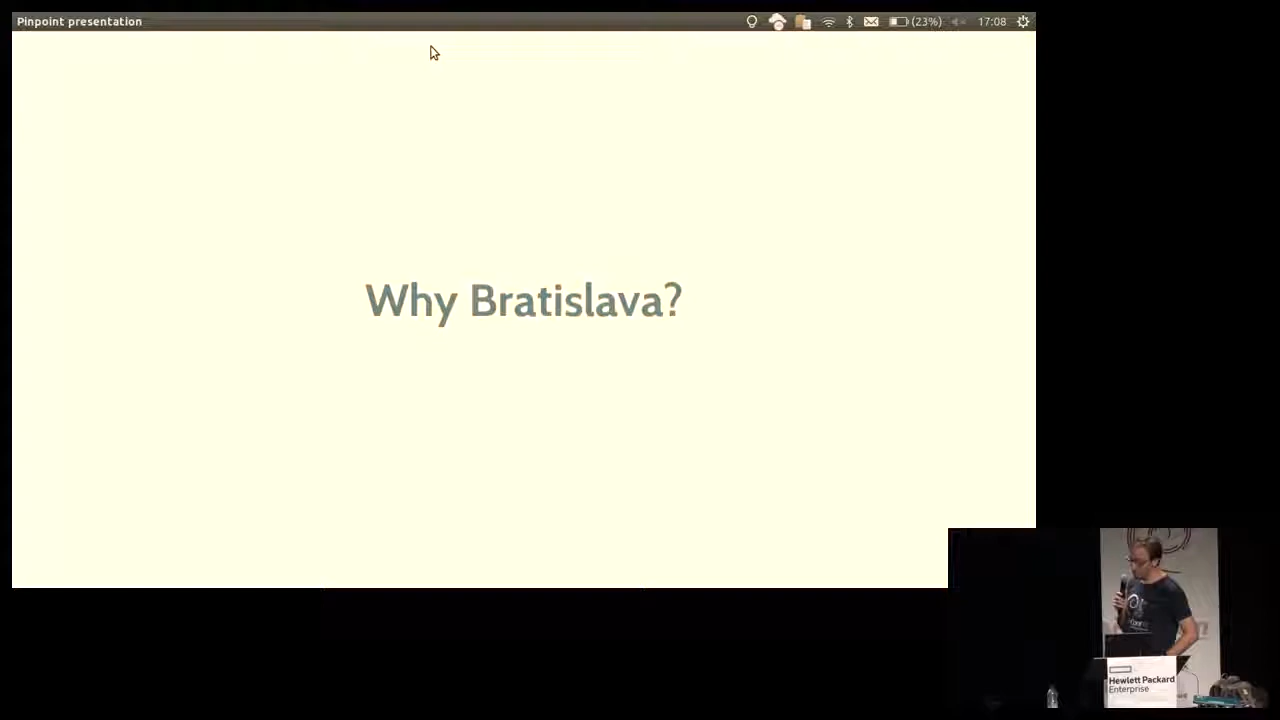 Pinpoint presentation
(23%)
17:08
Why Bratislava?
Hewlett Packard
Enterprise